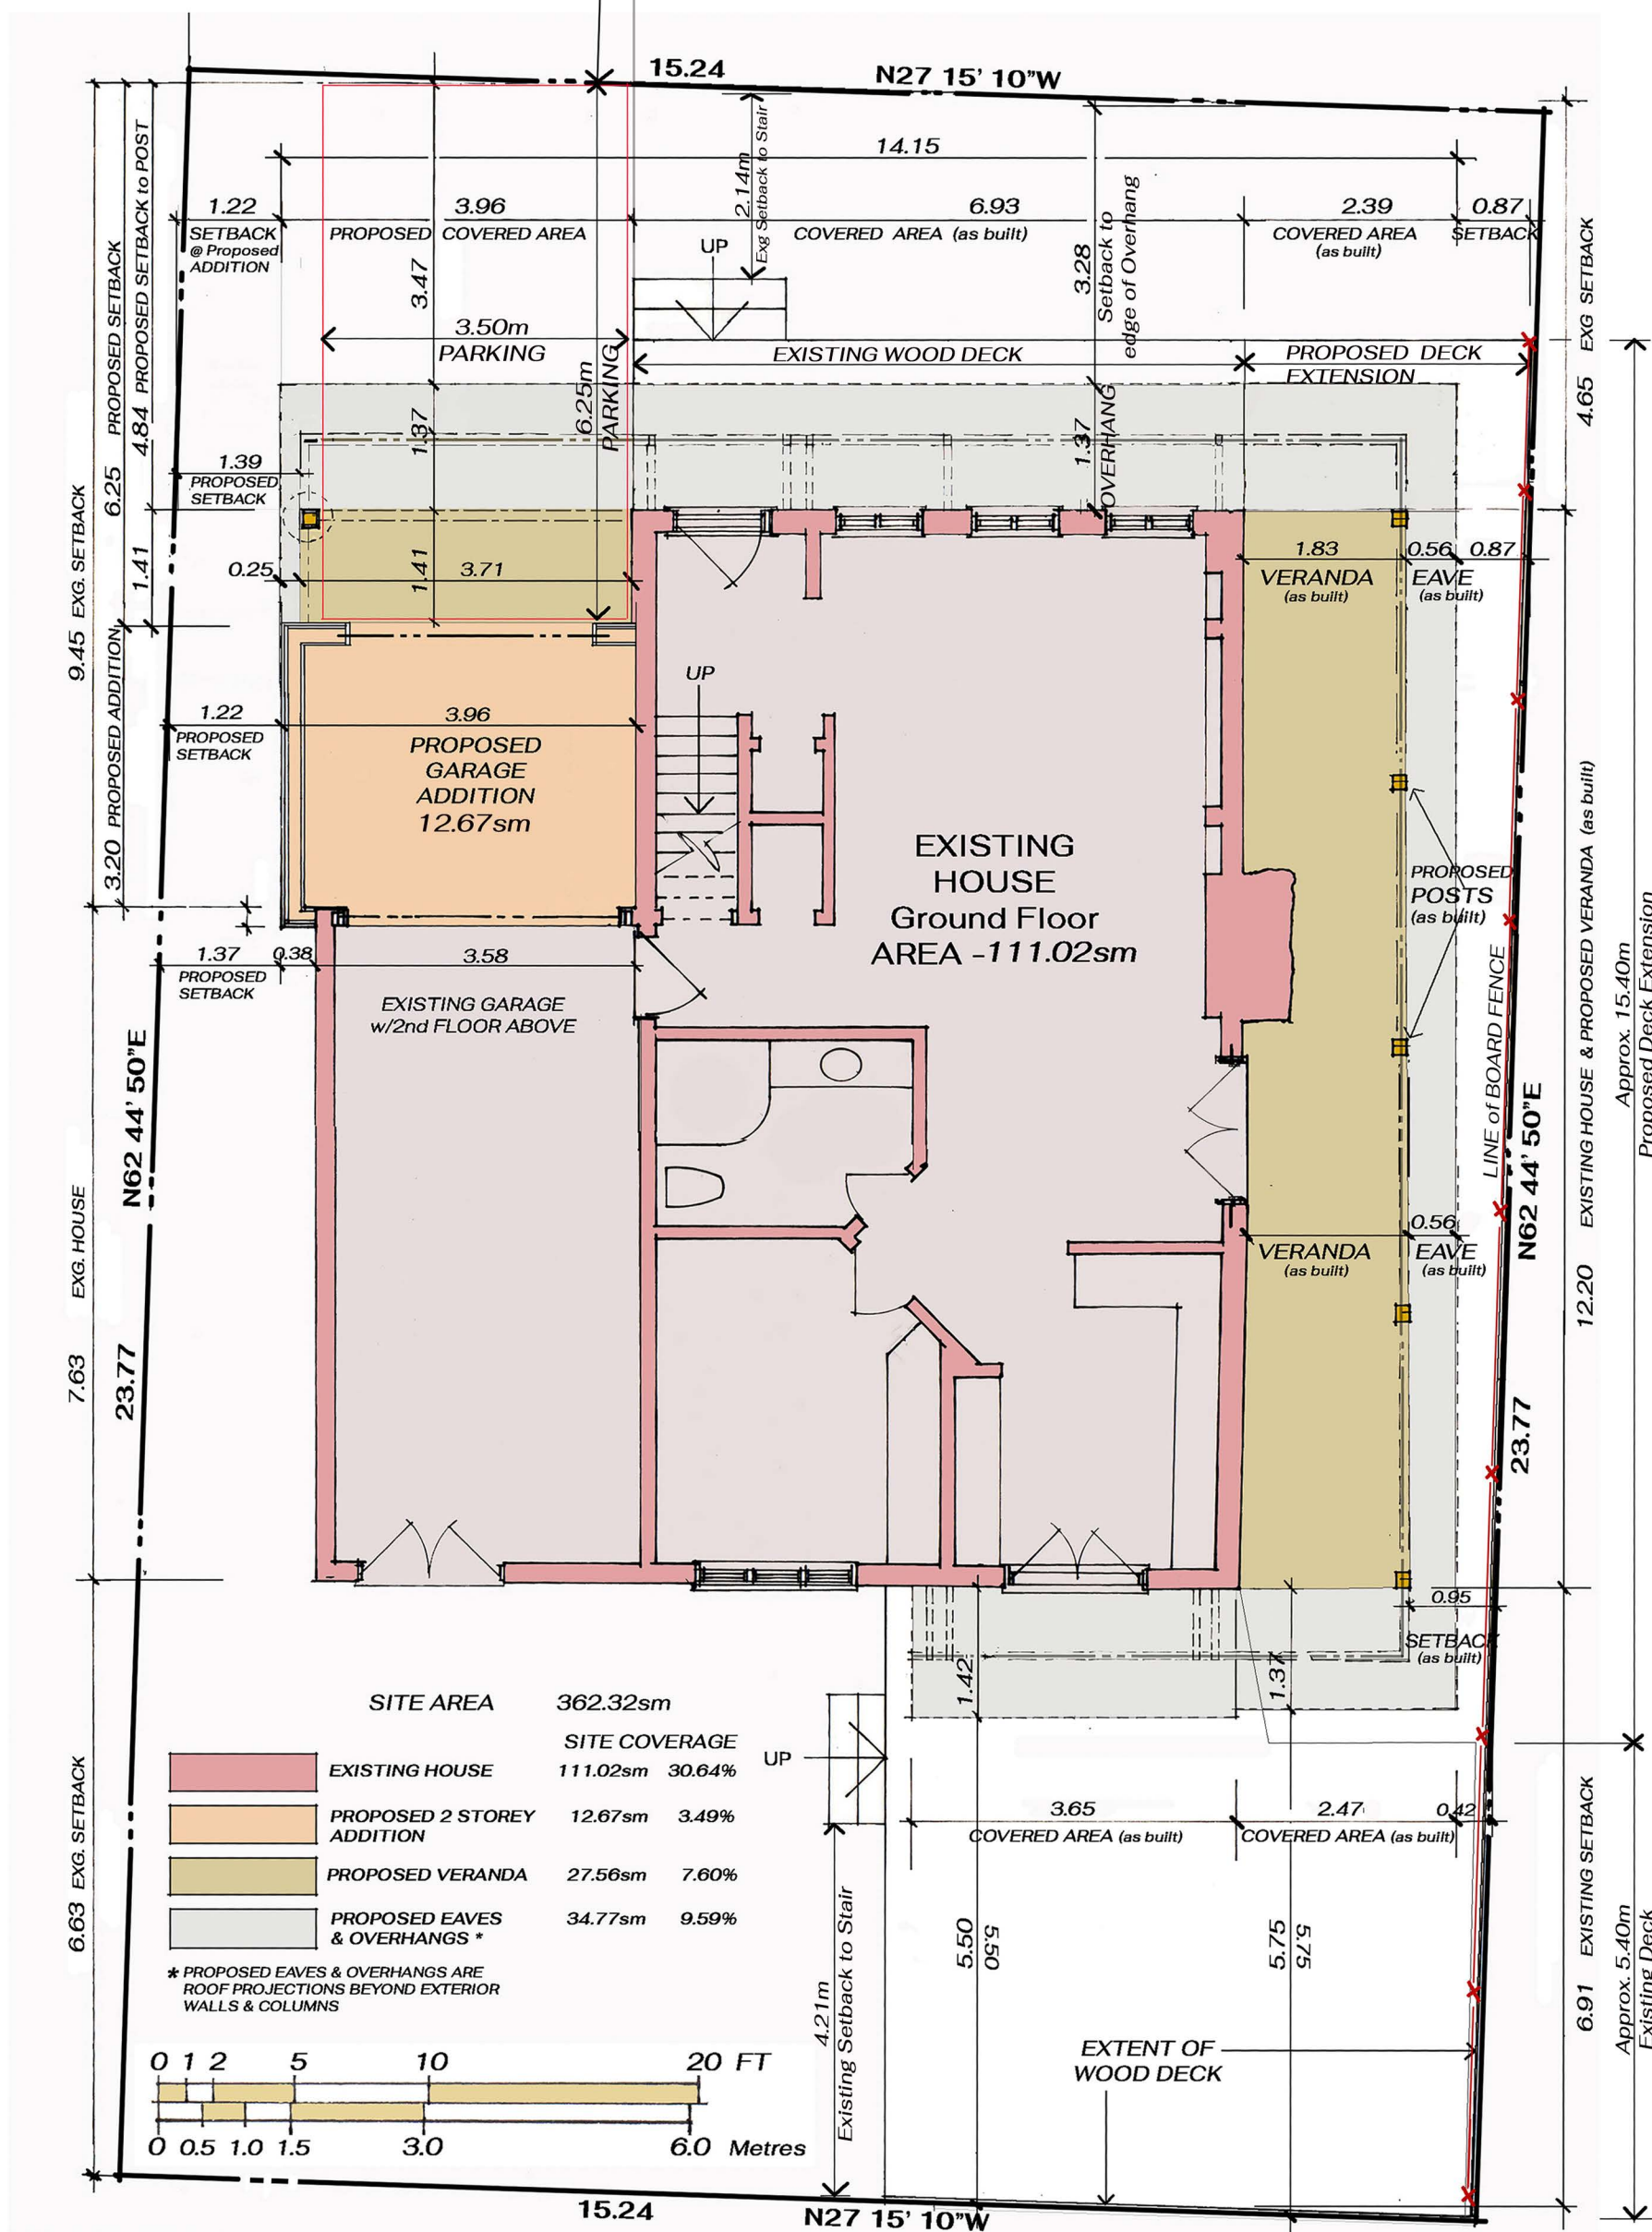 15.24
N27 15' 10"W
14.15
1.22
3.96
6.93
2.39
0.87
SETBACK
@ Proposed
ADDITION
PROPOSED COVERED AREA
COVERED AREA (as built)
COVERED AREA
(as built)
SETBACK
2.14m
Exg Setback to Stair
UP
3.47
3.28
Setback to
edge of Overhang
3.50m
PARKING
6.25m
PARKING
EXISTING WOOD DECK
PROPOSED DECK
EXTENSION
9.45 EXG. SETBACK
6.25 PROPOSED SETBACK
4.84 PROPOSED SETBACK to POST
4.65 EXG SETBACK
1.37
1.37
OVERHANG
1.39
PROPOSED
SETBACK
0.25
3.71
1.41
1.41
1.83
0.56
0.87
VERANDA
(as built)
EAVE
(as built)
3.20 PROPOSED ADDITION
1.22
PROPOSED
SETBACK
3.96
PROPOSED
GARAGE
ADDITION
12.67sm
UP
EXISTING
HOUSE
Ground Floor
AREA -111.02sm
PROPOSED
POSTS
(as built)
1.37
PROPOSED
SETBACK
0.38
3.58
EXISTING GARAGE
w/2nd FLOOR ABOVE
LINE of BOARD FENCE
N62 44' 50"E
N62 44' 50"E
12.20 EXISTING HOUSE & PROPOSED VERANDA (as built)
Approx. 15.40m
Proposed Deck Extension
0.56
VERANDA
(as built)
EAVE
(as built)
7.63 EXG. HOUSE
23.77
23.77
0.95
SETBACK
(as built)
1.42
1.37
SITE AREA 362.32sm
SITE COVERAGE
EXISTING HOUSE 111.02sm 30.64%
PROPOSED 2 STOREY
ADDITION
12.67sm 3.49%
PROPOSED VERANDA 27.56sm 7.60%
PROPOSED EAVES
& OVERHANGS *
34.77sm 9.59%
* PROPOSED EAVES & OVERHANGS ARE
ROOF PROJECTIONS BEYOND EXTERIOR
WALLS & COLUMNS
UP
3.65
2.47
0.42
COVERED AREA (as built)
COVERED AREA (as built)
6.63 EXG. SETBACK
4.21m
Existing Setback to Stair
5.50
5.50
5.75
5.75
6.91 EXISTING SETBACK
Approx. 5.40m
Existing Deck
EXTENT OF
WOOD DECK
0 1 2 5 10 20 FT
0 0.5 1.0 1.5 3.0 6.0 Metres
15.24
N27 15' 10"W